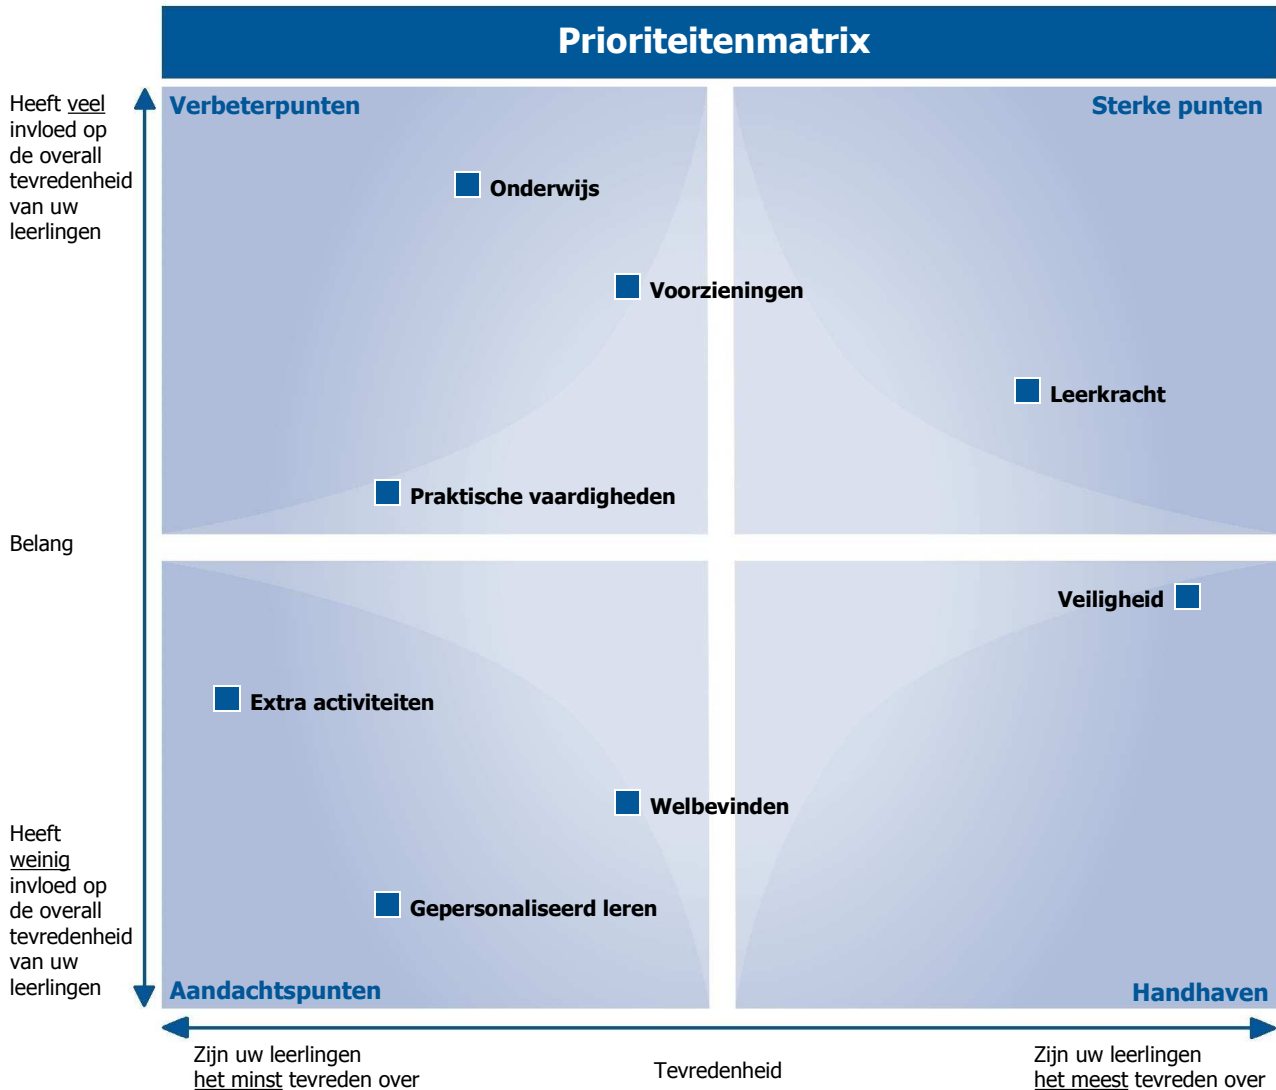 Prioriteitenmatrix
Heeft veel
invloed op
de overall
tevredenheid
van uw
leerlingen
Verbeterpunten
Sterke punten
Onderwijs
Voorzieningen
Leerkracht
Praktische vaardigheden
Belang
Veiligheid
Extra activiteiten
Welbevinden
Gepersonaliseerd leren
Heeft
weinig
invloed op
de overall
tevredenheid
van uw
leerlingen
Aandachtspunten
Handhaven
Zijn uw leerlingen
het minst tevreden over
Tevredenheid
Zijn uw leerlingen
het meest tevreden over